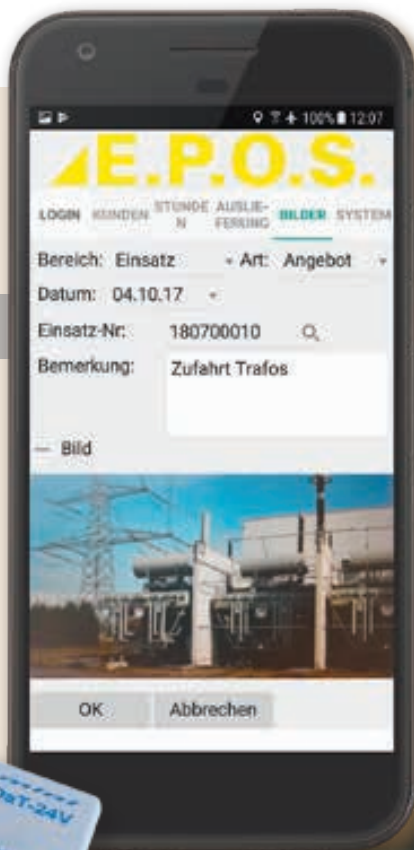 100% 12:07
E.P.O.S.
LOGIN KUNDEN STUNDE
N AUSLIE-
FERUNG BILDER SYSTEM
Bereich: Einsatz Art: Angebot
Datum: 04.10.17
Einsatz-Nr: 180700010
Bemerkung: Zufahrt Trafos
— Bild
OK Abbrechen